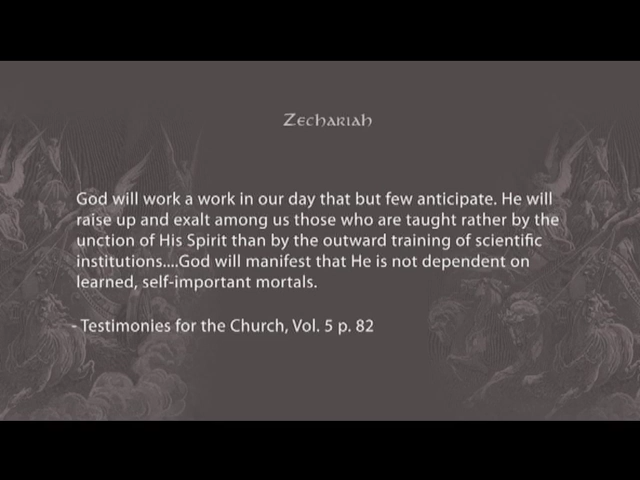 Zechariah
God will work a work in our day that but few anticipate. He will
raise up and exalt among us those who are taught rather by the
unction of His Spirit than by the outward training of scientific
institutions....God will manifest that He is not dependent on
learned, self-important mortals.
- Testimonies for the Church, Vol. 5 p. 82